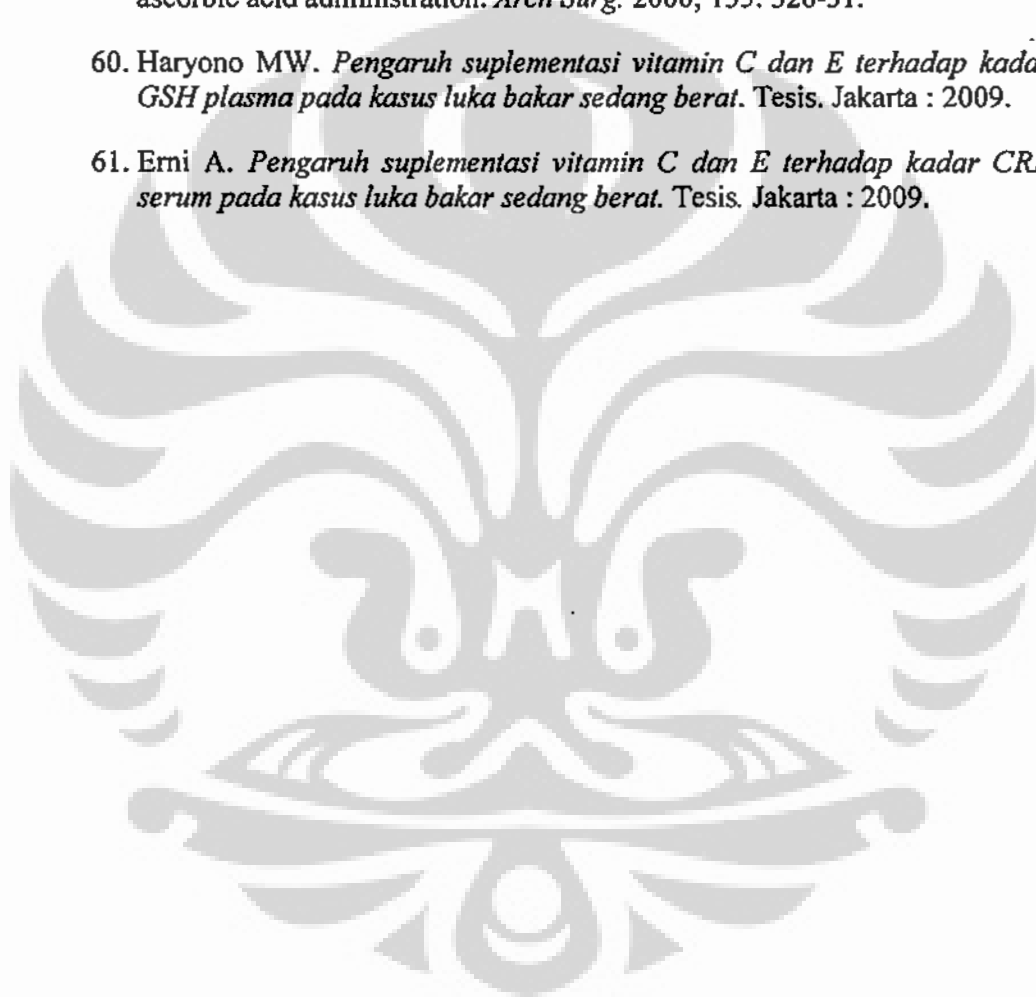 ascorbic acid administration. Arch Surg. 2000; 135: 326-31.
60. Haryono MW. Pengaruh suplementasi vitamin C dan E terhadap kada
GSH plasma pada kasus luka bakar sedang berat. Tesis. Jakarta : 2009.
61. Erni A. Pengaruh suplementasi vitamin C dan E terhadap kadar CR
serum pada kasus luka bakar sedang berat. Tesis. Jakarta : 2009.